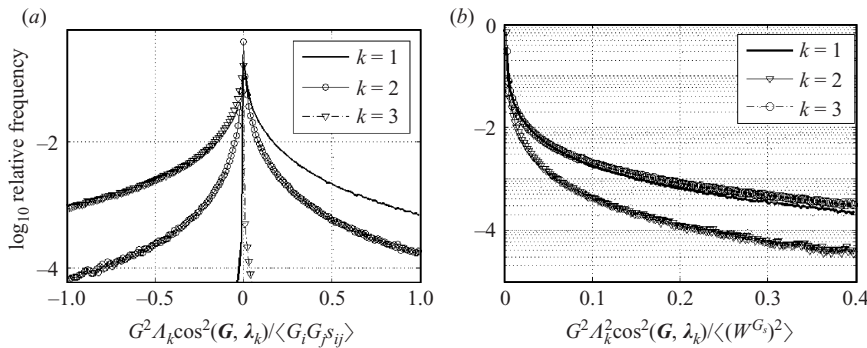 (a)
log10 relative frequency
−2
−4
−1.0 −0.5 0 0.5 1.0
k = 1
k = 2
k = 3
G²Λₖcos²(G, λₖ)/⟨GᵢGⱼsᵢⱼ⟩
(b)
0
−2
−4
0 0.1 0.2 0.3 0.4
k = 1
k = 2
k = 3
G²Λₖ²cos²(G, λₖ)/⟨(W^Gₛ)²⟩